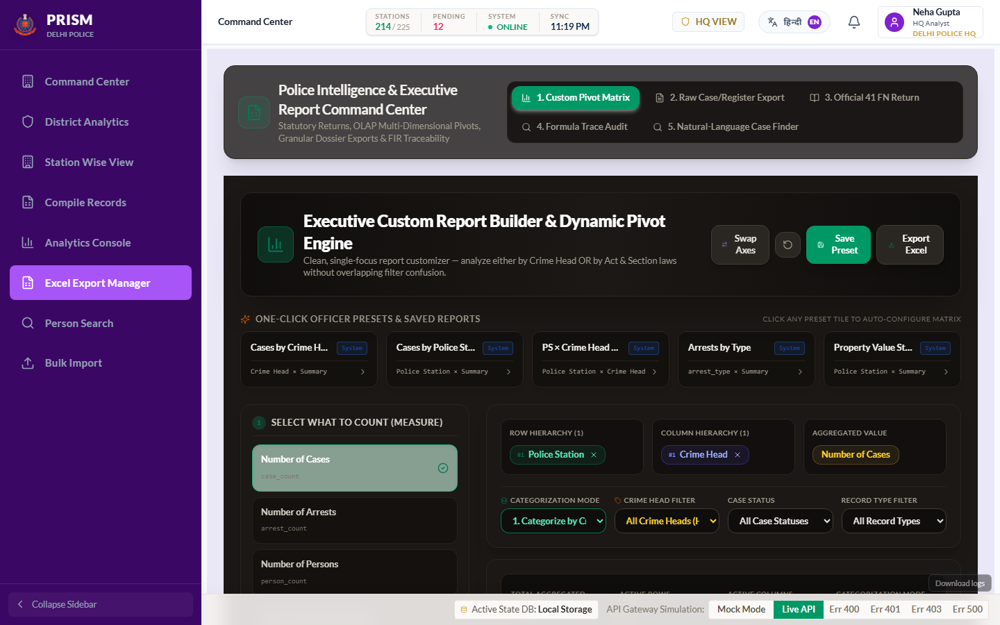 PRISM
DELHI POLICE
Command Center
District Analytics
Station Wise View
Compile Records
Analytics Console
Excel Export Manager
Person Search
Bulk Import
Collapse Sidebar
Command Center
STATIONS
214 / 225
PENDING
12
SYSTEM
ONLINE
SYNC
11:19 PM
HQ VIEW
हिन्दी EN
Neha Gupta
HQ Analyst
DELHI POLICE HQ
Police Intelligence & Executive
Report Command Center
Statutory Returns, OLAP Multi-Dimensional Pivots,
Granular Dossier Exports & FIR Traceability
1. Custom Pivot Matrix
2. Raw Case/Register Export
3. Official 41 FN Return
4. Formula Trace Audit
5. Natural-Language Case Finder
Executive Custom Report Builder & Dynamic Pivot
Engine
Clean, single-focus report customizer — analyze either by Crime Head OR by Act & Section laws
without overlapping filter confusion.
Swap
Axes
Save
Preset
Export
Excel
ONE-CLICK OFFICER PRESETS & SAVED REPORTS
CLICK ANY PRESET TILE TO AUTO-CONFIGURE MATRIX
Cases by Crime H... System
Crime Head × Summary
Cases by Police St... System
Police Station × Summary
PS × Crime Head ... System
Police Station × Crime Head
Arrests by Type System
arrest_type × Summary
Property Value St... System
Police Station × Summary
1 SELECT WHAT TO COUNT (MEASURE)
Number of Cases
case_count
Number of Arrests
arrest_count
Number of Persons
person_count
ROW HIERARCHY (1)
#1 Police Station ×
COLUMN HIERARCHY (1)
#1 Crime Head ×
AGGREGATED VALUE
Number of Cases
CATEGORIZATION MODE
1. Categorize by Cr
CRIME HEAD FILTER
All Crime Heads (H
CASE STATUS
All Case Statuses
RECORD TYPE FILTER
All Record Types
TOTAL AGGREGATED
ACTIVE ROWS
ACTIVE COLUMNS
CATEGORIZATION MODE
Download logs
Active State DB: Local Storage
API Gateway Simulation:
Mock Mode
Live API
Err 400
Err 401
Err 403
Err 500